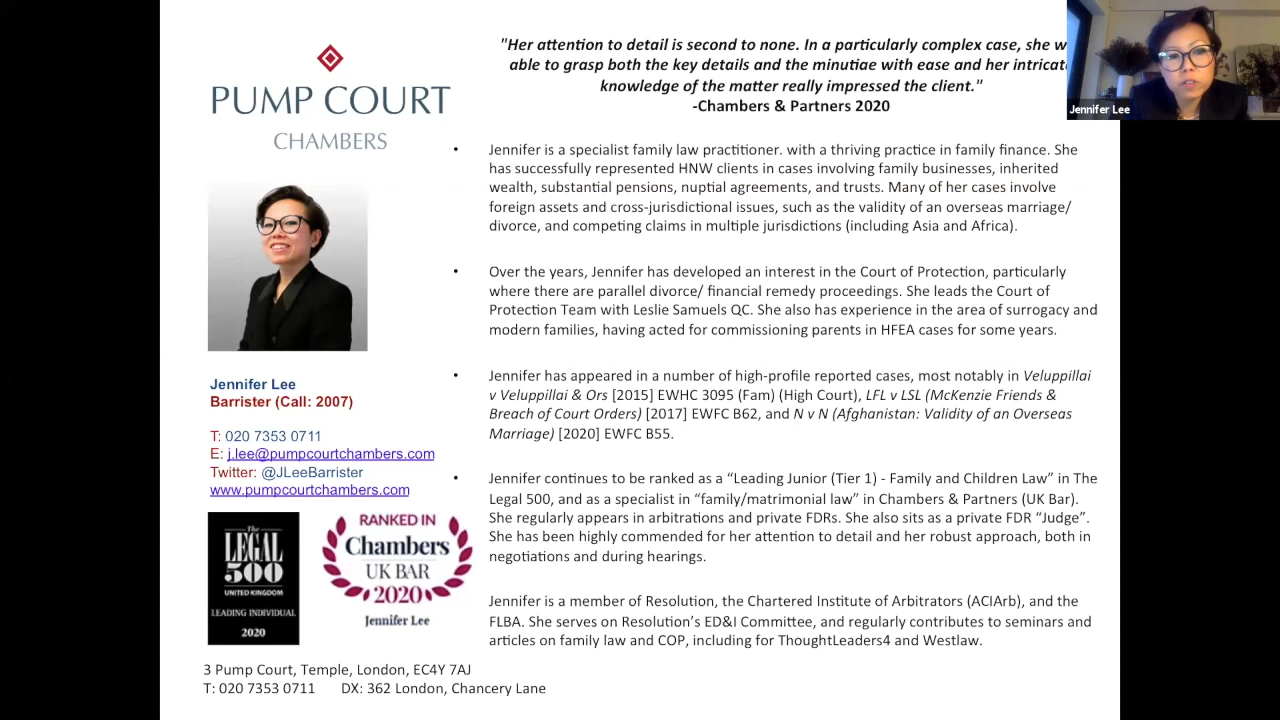 PUMP COURT
CHAMBERS
"Her attention to detail is second to none. In a particularly complex case, she
able to grasp both the key details and the minutiae with ease and her
knowledge of the matter really impressed the client."
-Chambers & Partners 2020
Jennifer Lee
• Jennifer is a specialist family law practitioner. with a thriving practice in family finance. She
has successfully represented HNW clients in cases involving family businesses, inherited
wealth, substantial pensions, nuptial agreements, and trusts. Many of her cases involve
foreign assets and cross-jurisdictional issues, such as the validity of an overseas marriage/
divorce, and competing claims in multiple jurisdictions (including Asia and Africa).
• Over the years, Jennifer has developed an interest in the Court of Protection, particularly
where there are parallel divorce/ financial remedy proceedings. She leads the Court of
Protection Team with Leslie Samuels QC. She also has experience in the area of surrogacy and
modern families, having acted for commissioning parents in HFEA cases for some years.
• Jennifer has appeared in a number of high-profile reported cases, most notably in Veluppillai
v Veluppillai & Ors [2015] EWHC 3095 (Fam) (High Court), LFL v LSL (McKenzie Friends &
Breach of Court Orders) [2017] EWFC B62, and N v N (Afghanistan: Validity of an Overseas
Marriage) [2020] EWFC B55.
• Jennifer continues to be ranked as a “Leading Junior (Tier 1) - Family and Children Law” in The
Legal 500, and as a specialist in “family/matrimonial law” in Chambers & Partners (UK Bar).
She regularly appears in arbitrations and private FDRs. She also sits as a private FDR “Judge”.
She has been highly commended for her attention to detail and her robust approach, both in
negotiations and during hearings.
Jennifer is a member of Resolution, the Chartered Institute of Arbitrators (ACIArb), and the
FLBA. She serves on Resolution’s ED&I Committee, and regularly contributes to seminars and
articles on family law and COP, including for ThoughtLeaders4 and Westlaw.
Jennifer Lee
Barrister (Call: 2007)
T: 020 7353 0711
E: j.lee@pumpcourtchambers.com
Twitter: @JLeeBarrister
www.pumpcourtchambers.com
The
LEGAL
500
UNITED KINGDOM
LEADING INDIVIDUAL
2020
RANKED IN
Chambers
UK BAR
2020
Jennifer Lee
3 Pump Court, Temple, London, EC4Y 7AJ
T: 020 7353 0711 DX: 362 London, Chancery Lane